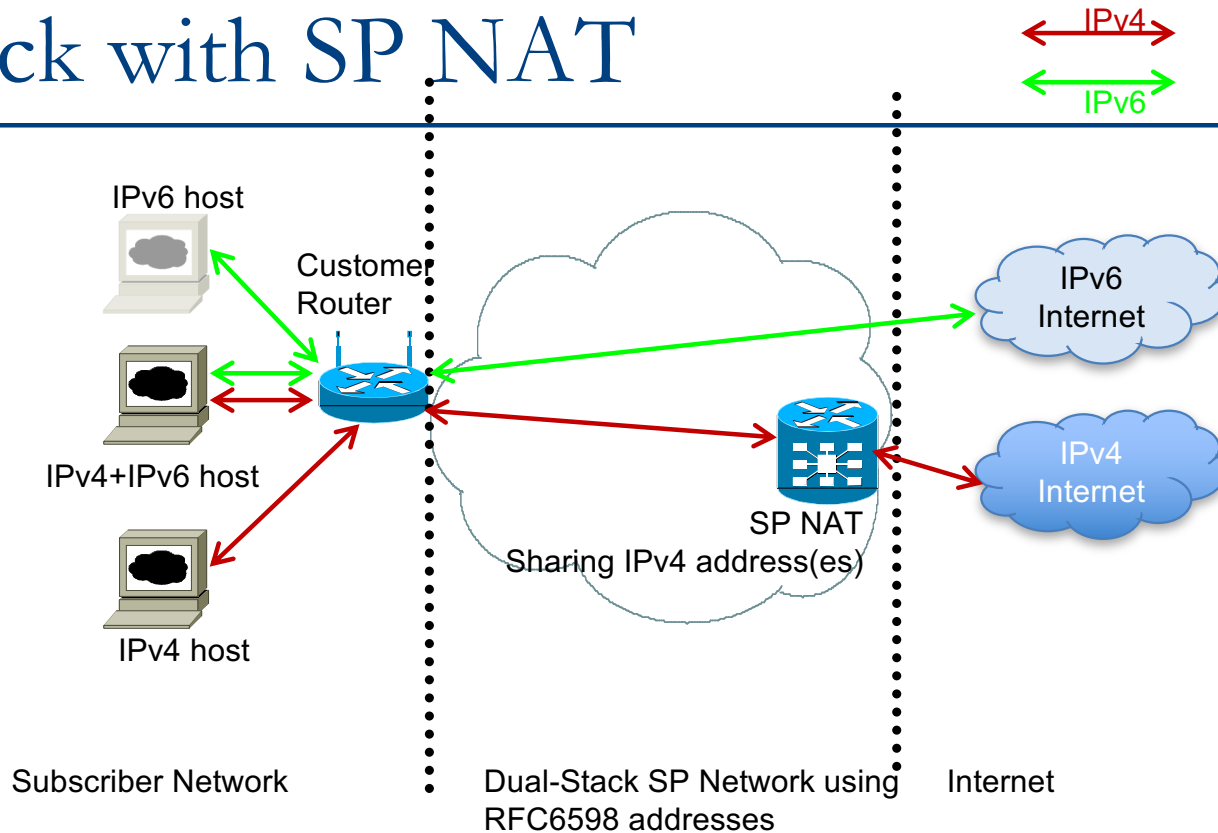 ck with SP NAT
IPv4
IPv6
IPv6 host
Customer
Router
IPv6
Internet
IPv4+IPv6 host
IPv4
Internet
SP NAT
Sharing IPv4 address(es)
IPv4 host
Subscriber Network
Dual-Stack SP Network using
RFC6598 addresses
Internet